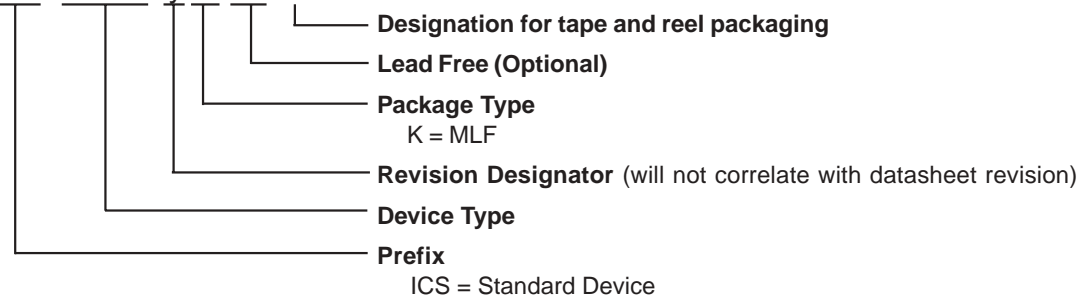 Designation for tape and reel packaging
Lead Free (Optional)
Package Type
K = MLF
Revision Designator (will not correlate with datasheet revision)
Device Type
Prefix
ICS = Standard Device